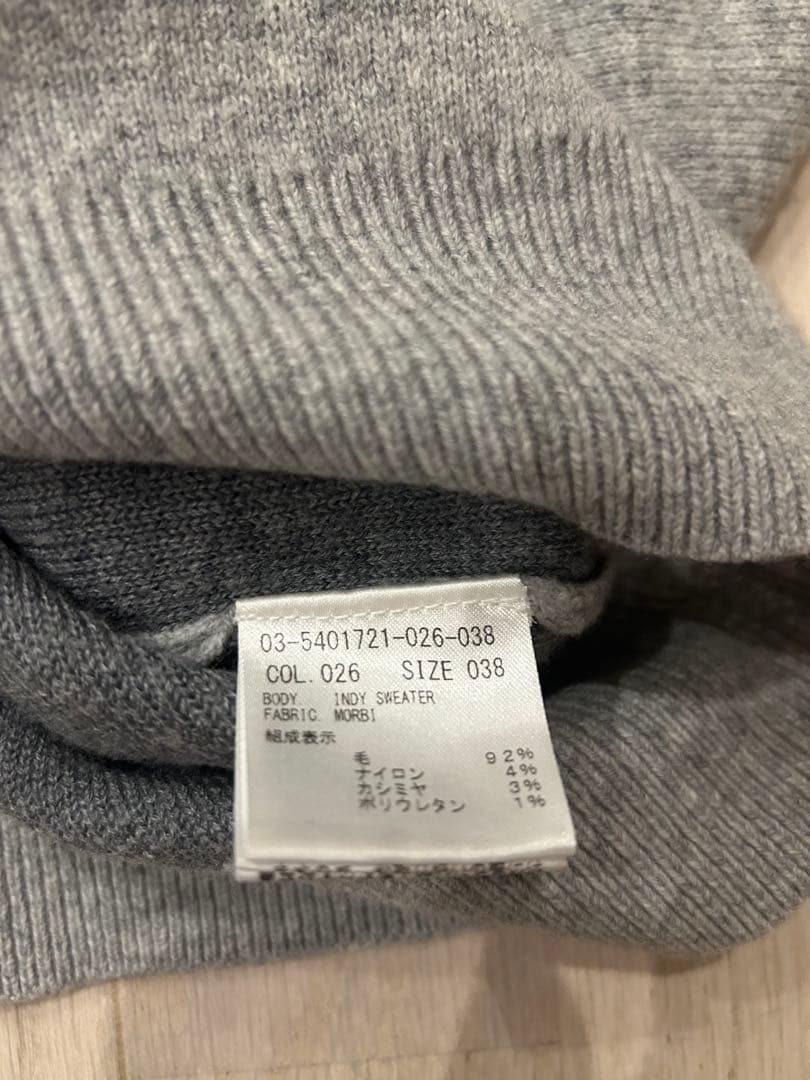 03-5401721-026-038
COL. 026 SIZE 038
BODY. INDY SWEATER
FABRIC. MORBI
組成表示
毛 92%
ナイロン 4%
カシミヤ 3%
ポリウレタン 1%